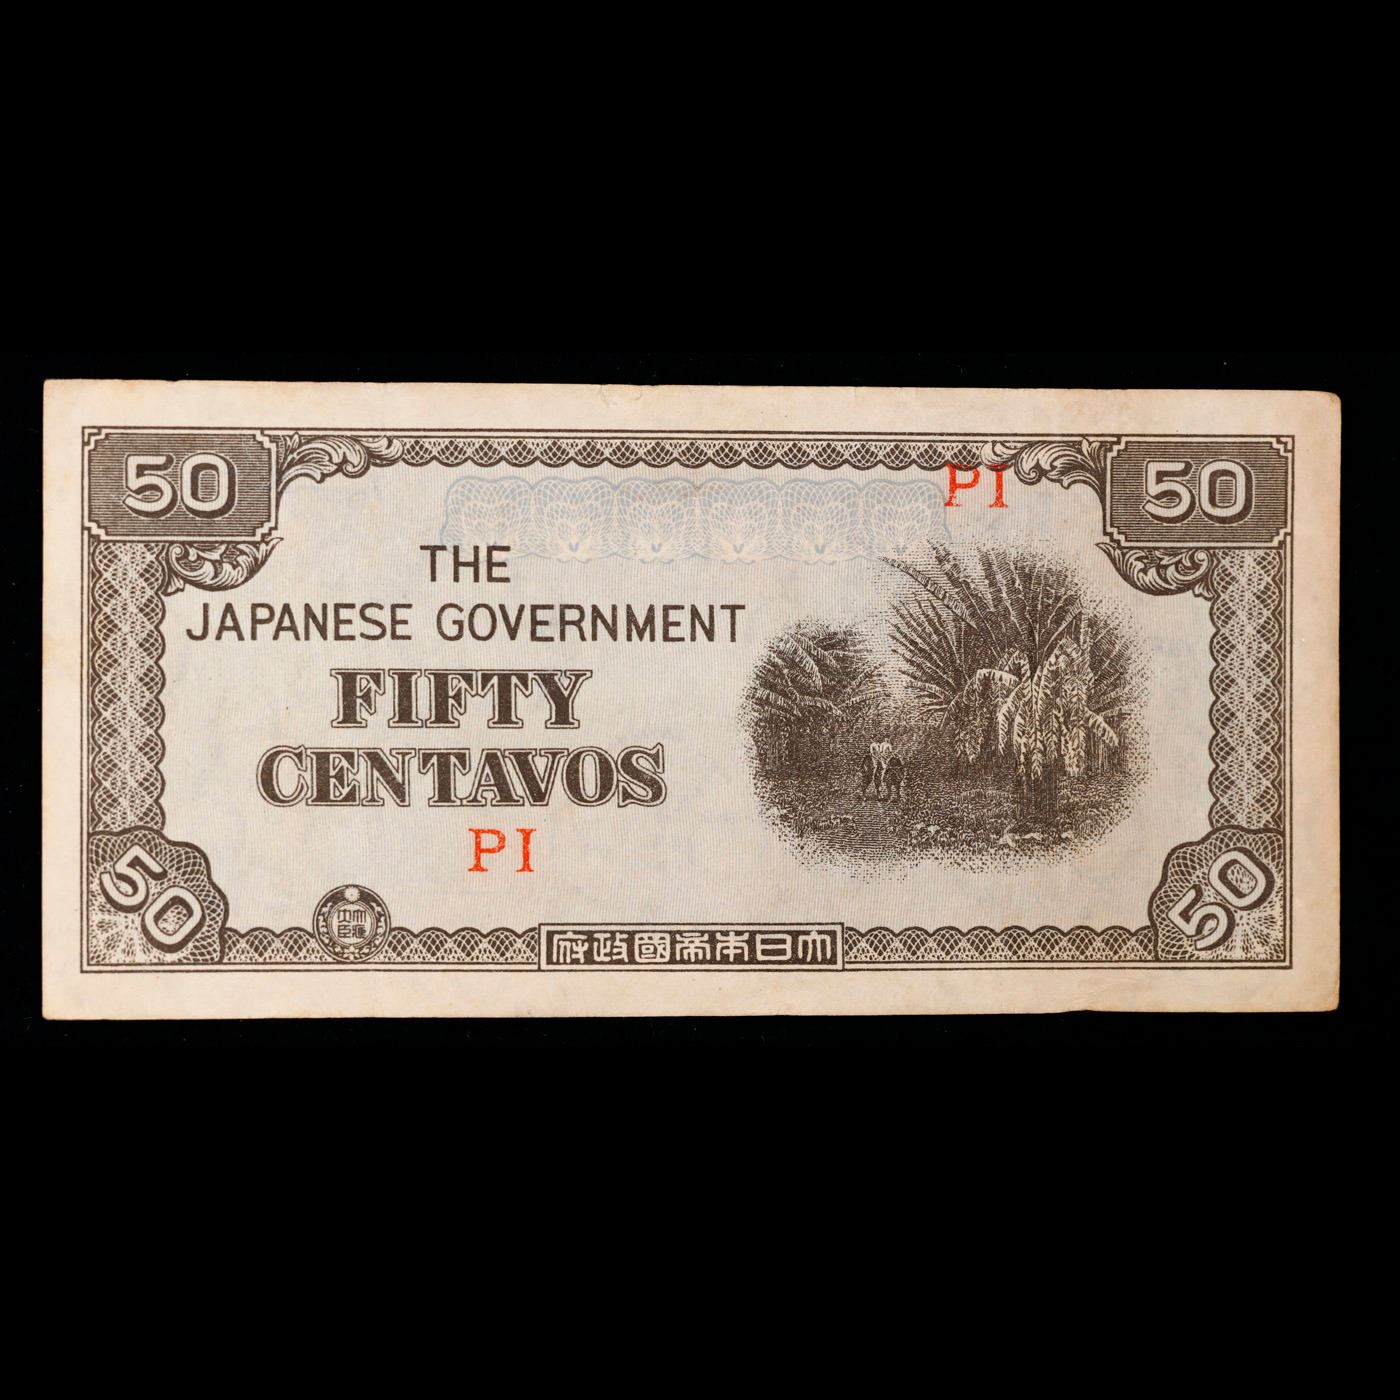 50
50
PI
THE
JAPANESE GOVERNMENT
FIFTY
CENTAVOS
PI
50
50
府政國帝本日大